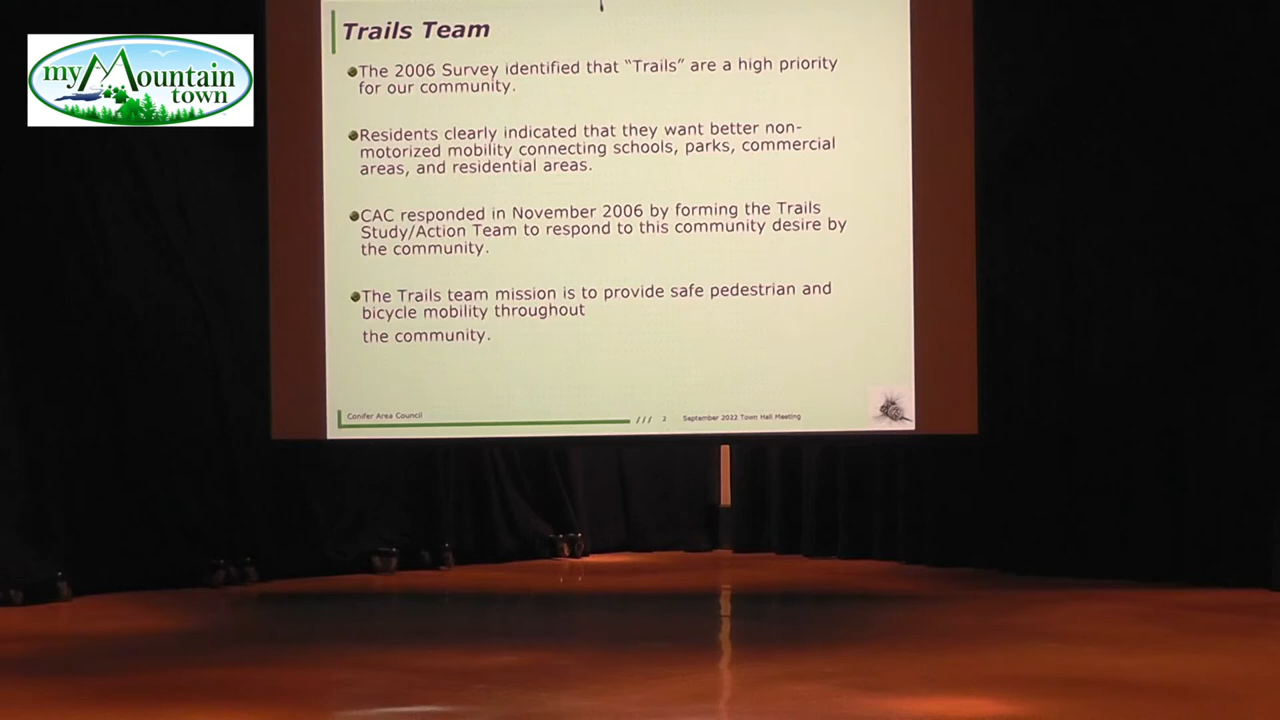 my Mountain
town
Trails Team
The 2006 Survey identified that “Trails” are a high priority
for our community.
Residents clearly indicated that they want better non-
motorized mobility connecting schools, parks, commercial
areas, and residential areas.
CAC responded in November 2006 by forming the Trails
Study/Action Team to respond to this community desire by
the community.
The Trails team mission is to provide safe pedestrian and
bicycle mobility throughout
the community.
Conifer Area Council
/// 2 September 2022 Town Hall Meeting